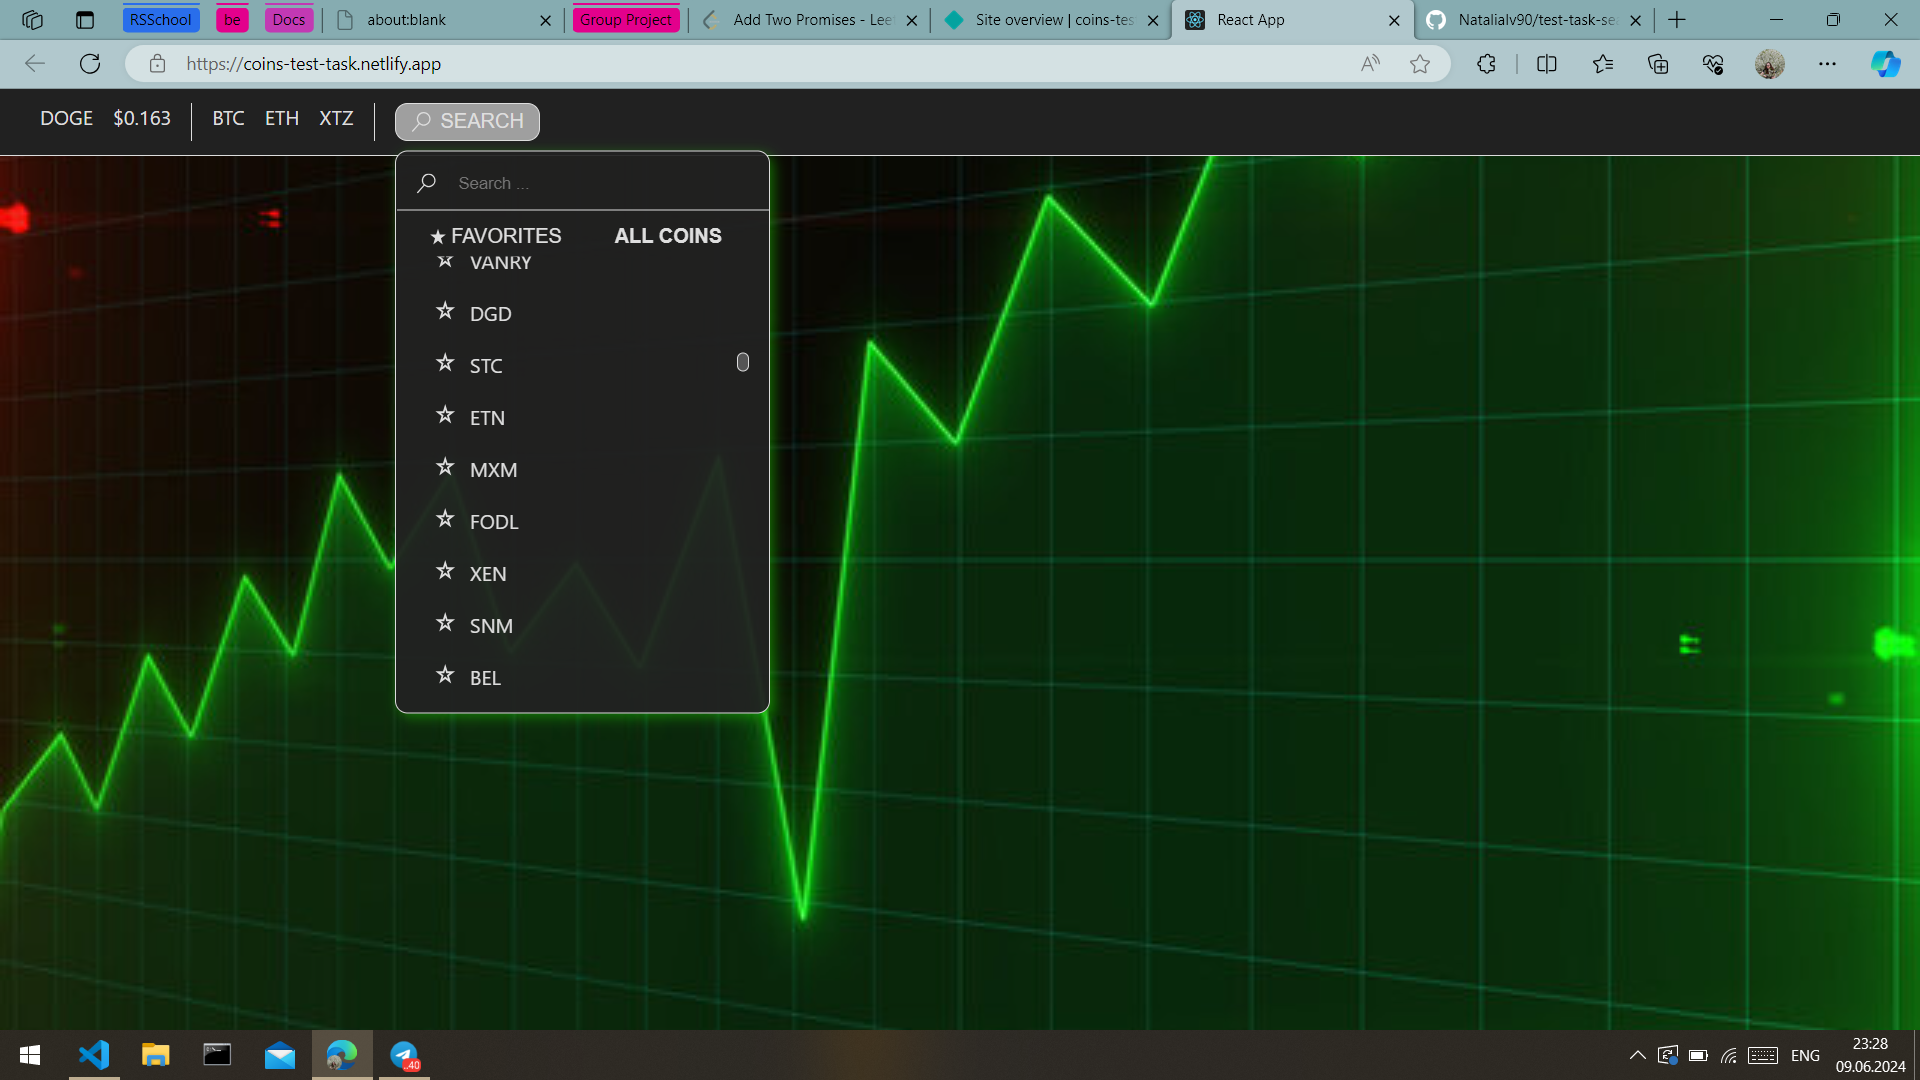 RSSchool
be
Docs
about:blank
Group Project
Add Two Promises - Lee
Site overview | coins-tes
React App
Natalialv90/test-task-sea
https://coins-test-task.netlify.app
DOGE $0.163 BTC ETH XTZ SEARCH
Search ...
★ FAVORITES ALL COINS
VANRY
DGD
STC
ETN
MXM
FODL
XEN
SNM
BEL
..40
ENG
23:28
09.06.2024